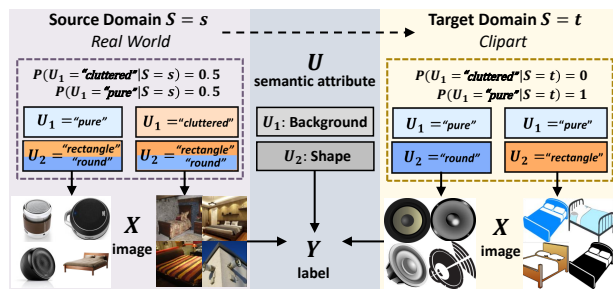 Source Domain S = s
Real World
P(U₁ = "cluttered"|S = s) = 0.5
P(U₁ = "pure"|S = s) = 0.5
U₁ = "pure"
U₁ = "cluttered"
U₂ = "rectangle" "round"
U₂ = "rectangle" "round"
X
image
U
semantic attribute
U₁: Background
U₂: Shape
Y
label
Target Domain S = t
Clipart
P(U₁ = "cluttered"|S = t) = 0
P(U₁ = "pure"|S = t) = 1
U₁ = "pure"
U₁ = "pure"
U₂ = "round"
U₂ = "rectangle"
X
image